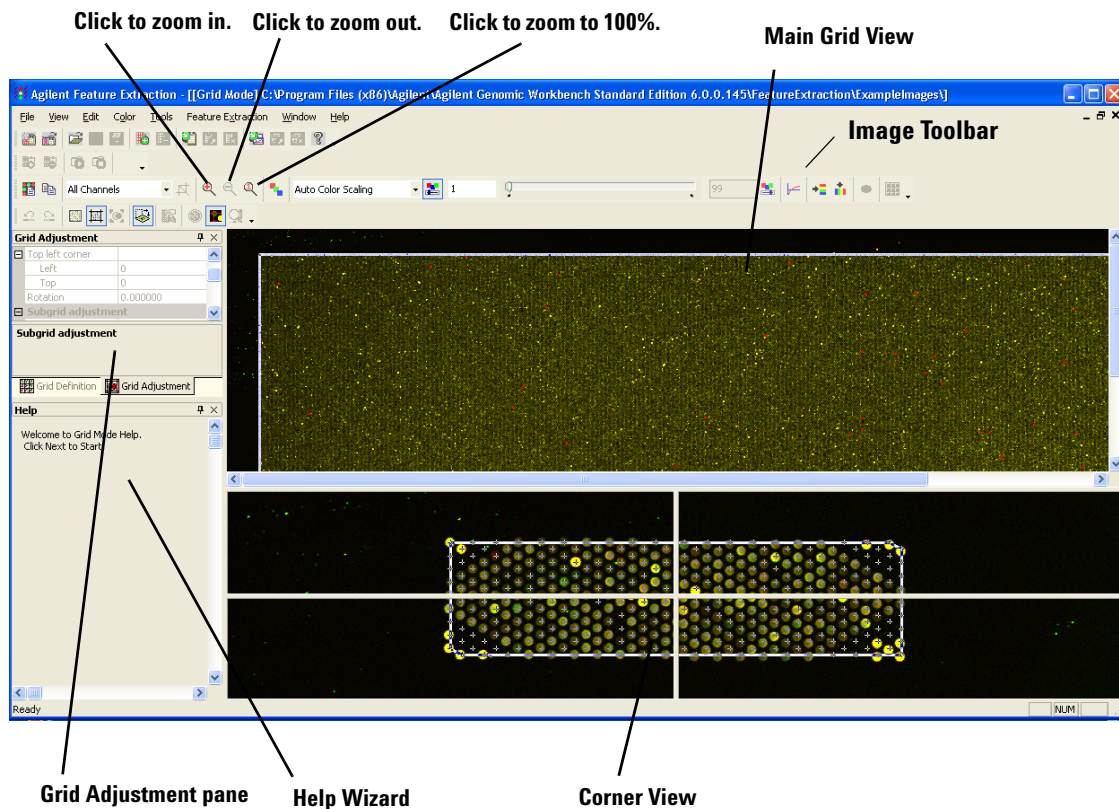 Click to zoom in. Click to zoom out. Click to zoom to 100%.
Main Grid View
Agilent Feature Extraction - [[Grid Mode] C:\Program Files (x86)\Agilent\Agilent Genomic Workbench Standard Edition 6.0.0.145\FeatureExtraction\ExampleImages\]
File View Edit Color Tools Feature Extraction Window Help
Image Toolbar
All Channels Auto Color Scaling 1 99
Grid Adjustment
Top left corner
Left 0
Top 0
Rotation 0.000000
Subgrid adjustment
Subgrid adjustment
Grid Definition Grid Adjustment
Help
Welcome to Grid Mode Help.
Click Next to Start
Ready NUM
Grid Adjustment pane Help Wizard Corner View